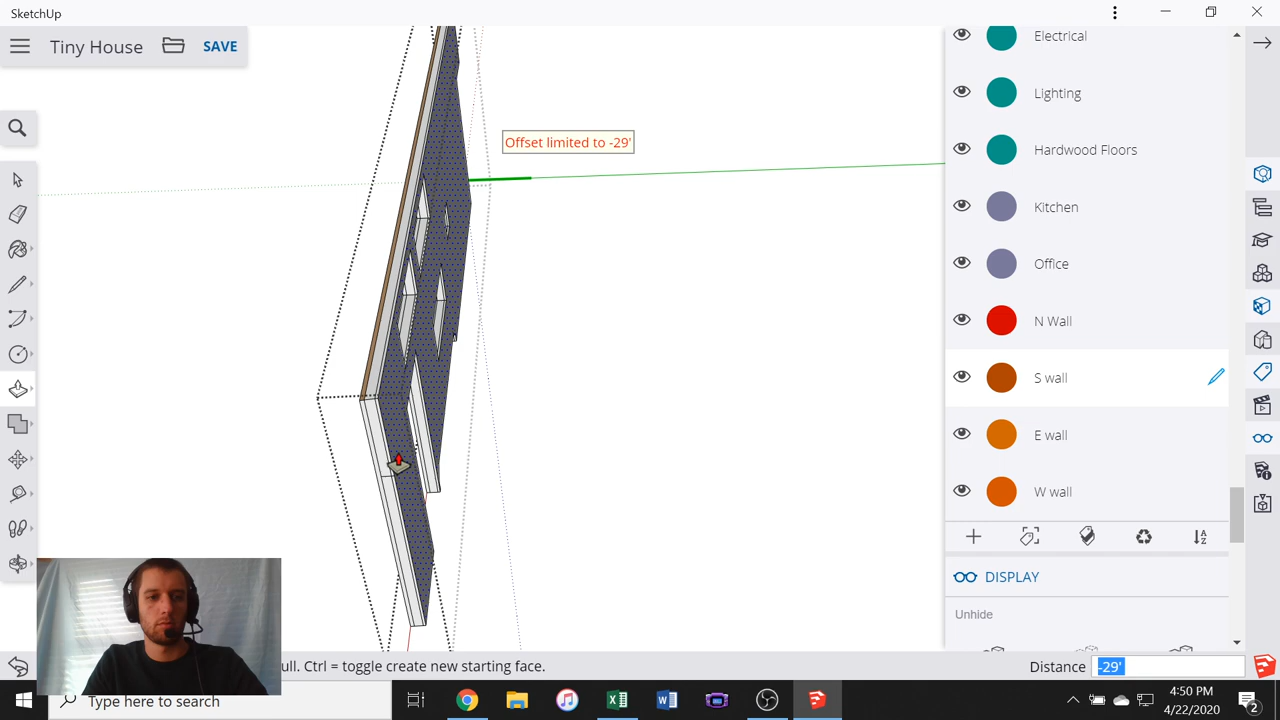 SketchUp
Tiny House
SAVE
Offset limited to -29'
Electrical
Lighting
Hardwood Floors
Kitchen
Office
N Wall
S wall
E wall
W wall
DISPLAY
Unhide
ull. Ctrl = toggle create new starting face.
Distance
-29'
Type here to search
4:50 PM
4/22/2020
2